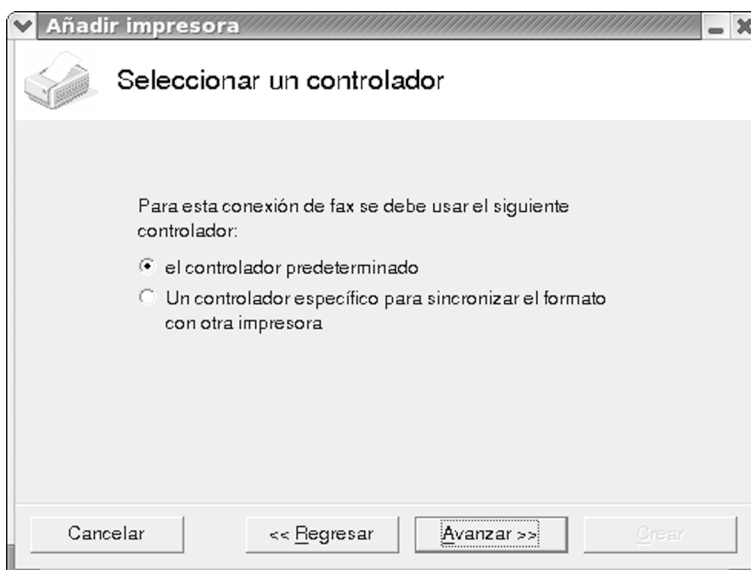 Añadir impresora
Seleccionar un controlador
Para esta conexión de fax se debe usar el siguiente
controlador:
el controlador predeterminado
Un controlador específico para sincronizar el formato
con otra impresora
Cancelar
<< Regresar
Avanzar >>
Crear